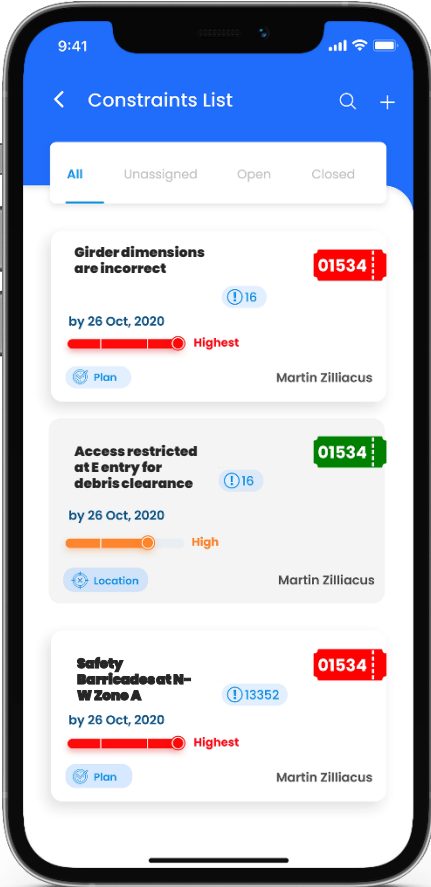 9:41
Constraints List
All Unassigned Open Closed
Girder dimensions
are incorrect
01534
16
by 26 Oct, 2020
Highest
Plan
Martin Zilliacus
Access restricted
at E entry for
debris clearance
01534
16
by 26 Oct, 2020
High
Location
Martin Zilliacus
Safety
Barricades at N-
W Zone A
01534
13352
by 26 Oct, 2020
Highest
Plan
Martin Zilliacus